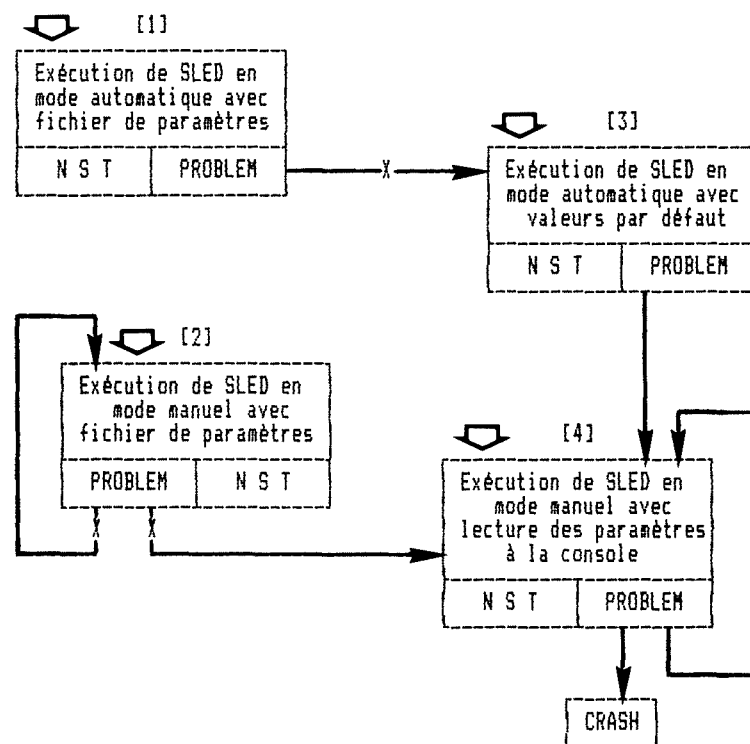 [1]
Exécution de SLED en
mode automatique avec
fichier de paramètres
N S T PROBLEM
X
[3]
Exécution de SLED en
mode automatique avec
valeurs par défaut
N S T PROBLEM
[2]
Exécution de SLED en
mode manuel avec
fichier de paramètres
PROBLEM N S T
X X
[4]
Exécution de SLED en
mode manuel avec
lecture des paramètres
à la console
N S T PROBLEM
CRASH